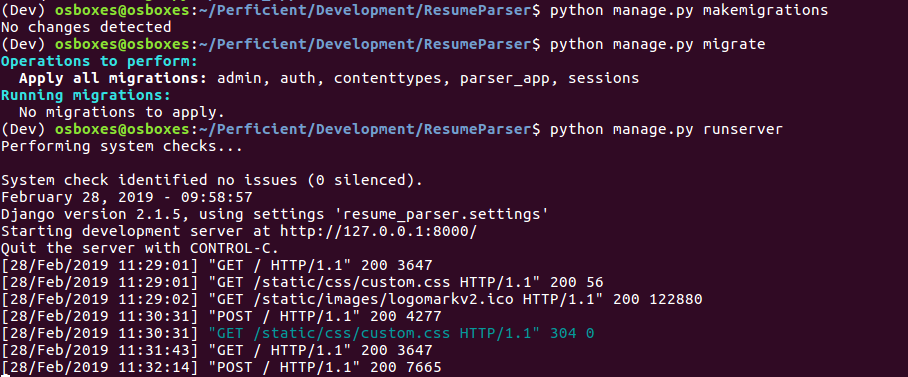 (Dev) osboxes@osboxes:~/Perficient/Development/ResumeParser$ python manage.py makemigrations
No changes detected
(Dev) osboxes@osboxes:~/Perficient/Development/ResumeParser$ python manage.py migrate
Operations to perform:
  Apply all migrations: admin, auth, contenttypes, parser_app, sessions
Running migrations:
  No migrations to apply.
(Dev) osboxes@osboxes:~/Perficient/Development/ResumeParser$ python manage.py runserver
Performing system checks...

System check identified no issues (0 silenced).
February 28, 2019 - 09:58:57
Django version 2.1.5, using settings 'resume_parser.settings'
Starting development server at http://127.0.0.1:8000/
Quit the server with CONTROL-C.
[28/Feb/2019 11:29:01] "GET / HTTP/1.1" 200 3647
[28/Feb/2019 11:29:01] "GET /static/css/custom.css HTTP/1.1" 200 56
[28/Feb/2019 11:29:02] "GET /static/images/logomarkv2.ico HTTP/1.1" 200 122880
[28/Feb/2019 11:30:31] "POST / HTTP/1.1" 200 4277
[28/Feb/2019 11:30:31] "GET /static/css/custom.css HTTP/1.1" 304 0
[28/Feb/2019 11:31:43] "GET / HTTP/1.1" 200 3647
[28/Feb/2019 11:32:14] "POST / HTTP/1.1" 200 7665